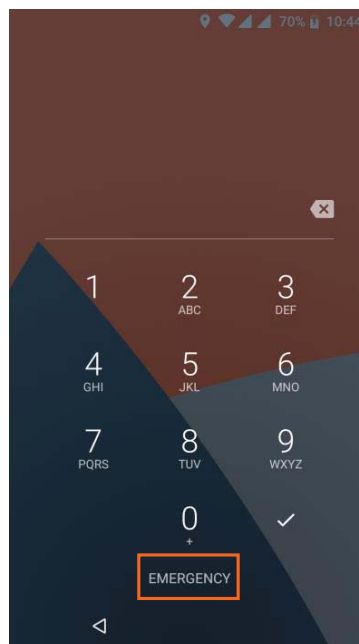 70% 10:44
1 2 3
ABC DEF
4 5 6
GHI JKL MNO
7 8 9
PQRS TUV WXYZ
0
+
EMERGENCY